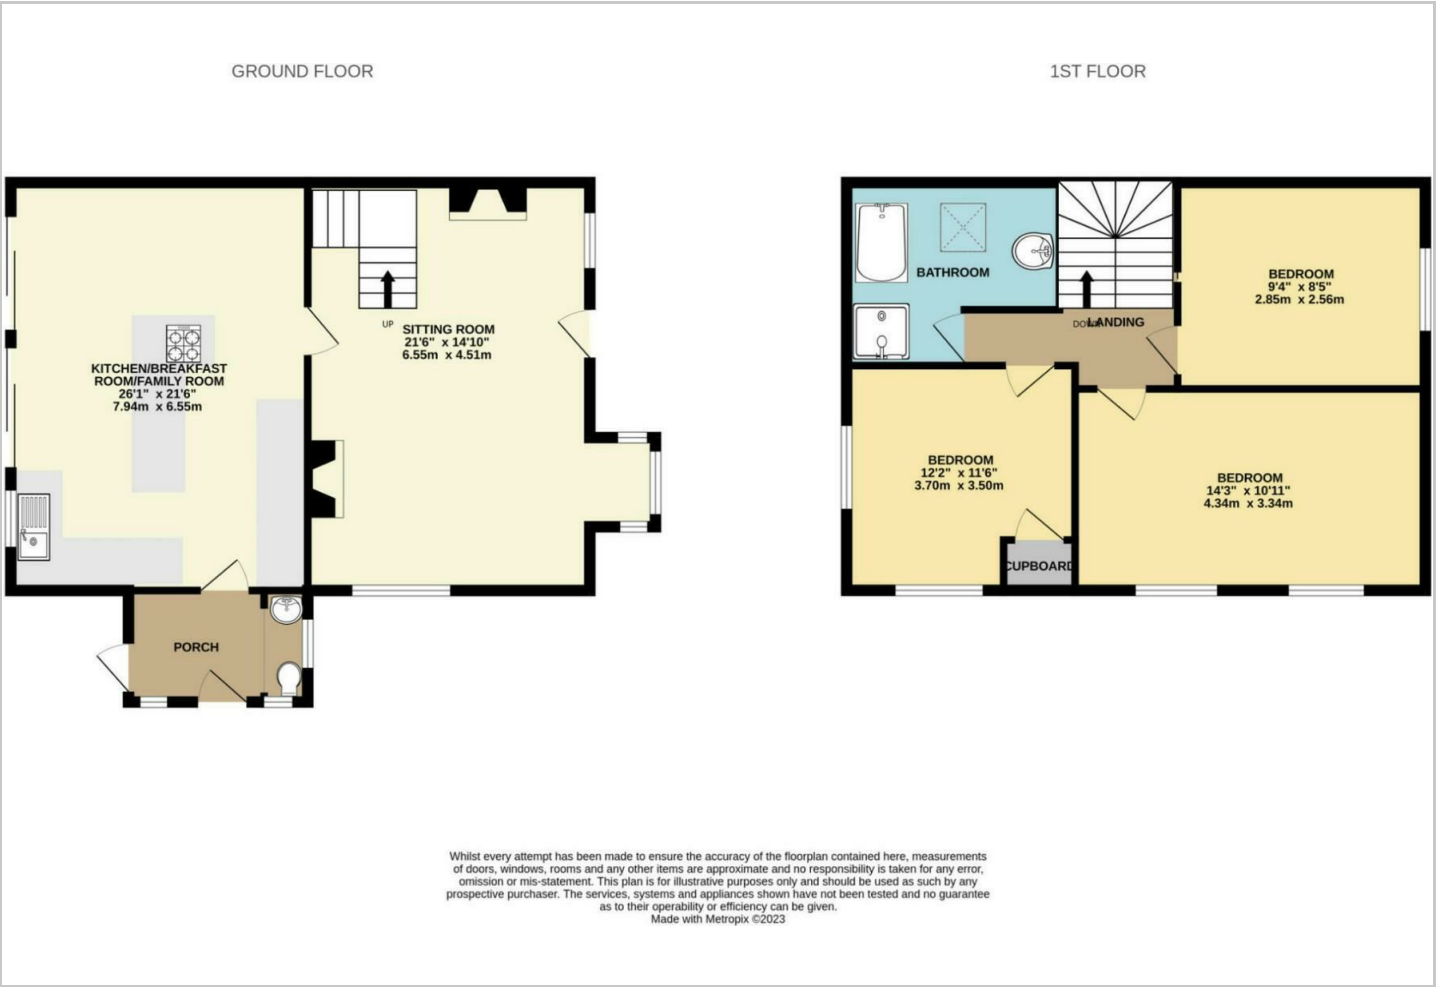 GROUND FLOOR
1ST FLOOR
KITCHEN/BREAKFAST
ROOM/FAMILY ROOM
26'1" x 21'6"
7.94m x 6.55m
UP
SITTING ROOM
21'6" x 14'10"
6.55m x 4.51m
PORCH
BATHROOM
DOWN
LANDING
BEDROOM
9'4" x 8'5"
2.85m x 2.56m
BEDROOM
12'2" x 11'6"
3.70m x 3.50m
CUPBOARD
BEDROOM
14'3" x 10'11"
4.34m x 3.34m
Whilst every attempt has been made to ensure the accuracy of the floorplan contained here, measurements
of doors, windows, rooms and any other items are approximate and no responsibility is taken for any error,
omission or mis-statement. This plan is for illustrative purposes only and should be used as such by any
prospective purchaser. The services, systems and appliances shown have not been tested and no guarantee
as to their operability or efficiency can be given.
Made with Metropix ©2023